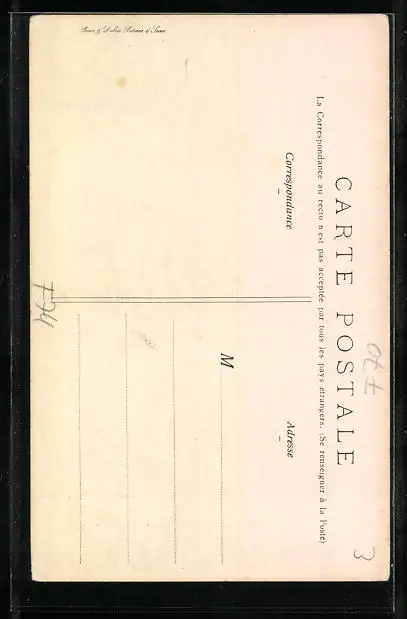 CARTE POSTALE
La Correspondance au recto n'est pas acceptée par tous les pays étrangers. (Se renseigner à la Poste)
Correspondance
Adresse
M
3